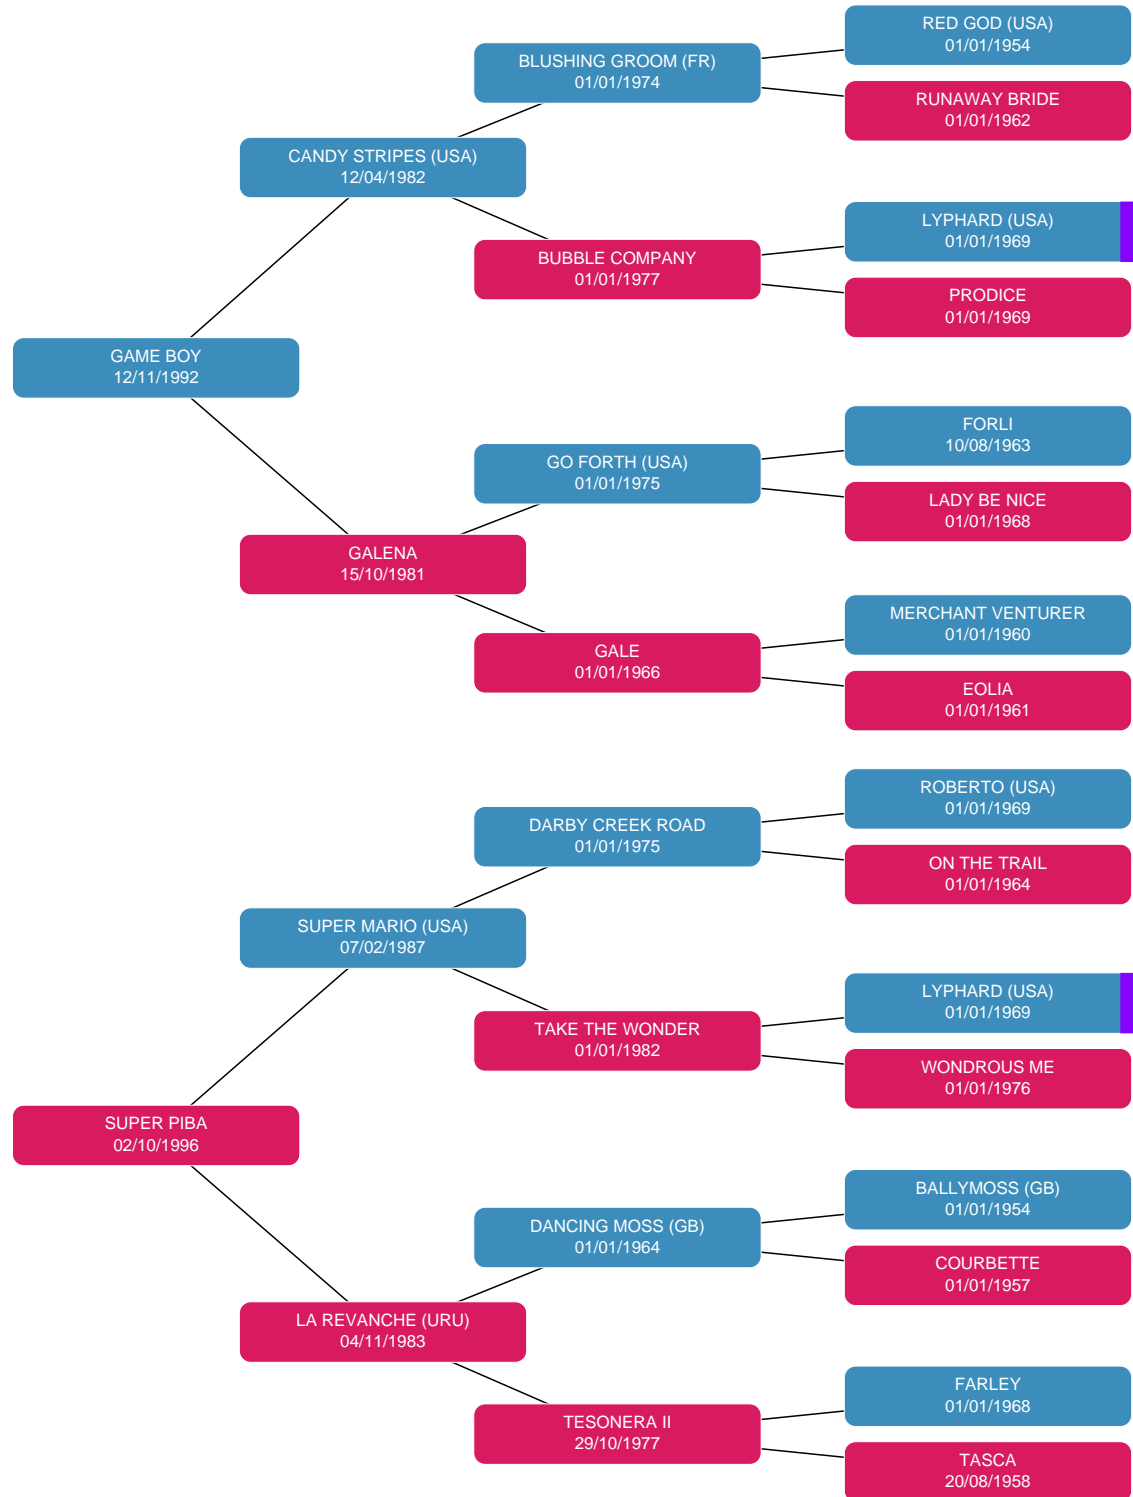 RED GOD (USA)
01/01/1954
BLUSHING GROOM (FR)
01/01/1974
RUNAWAY BRIDE
01/01/1962
CANDY STRIPES (USA)
12/04/1982
LYPHARD (USA)
01/01/1969
BUBBLE COMPANY
01/01/1977
PRODICE
01/01/1969
GAME BOY
12/11/1992
FORLI
10/08/1963
GO FORTH (USA)
01/01/1975
LADY BE NICE
01/01/1968
GALENA
15/10/1981
MERCHANT VENTURER
01/01/1960
GALE
01/01/1966
EOLIA
01/01/1961
ROBERTO (USA)
01/01/1969
DARBY CREEK ROAD
01/01/1975
ON THE TRAIL
01/01/1964
SUPER MARIO (USA)
07/02/1987
LYPHARD (USA)
01/01/1969
TAKE THE WONDER
01/01/1982
WONDROUS ME
01/01/1976
SUPER PIBA
02/10/1996
BALLYMOSS (GB)
01/01/1954
DANCING MOSS (GB)
01/01/1964
COURBETTE
01/01/1957
LA REVANCHE (URU)
04/11/1983
FARLEY
01/01/1968
TESONERA II
29/10/1977
TASCA
20/08/1958